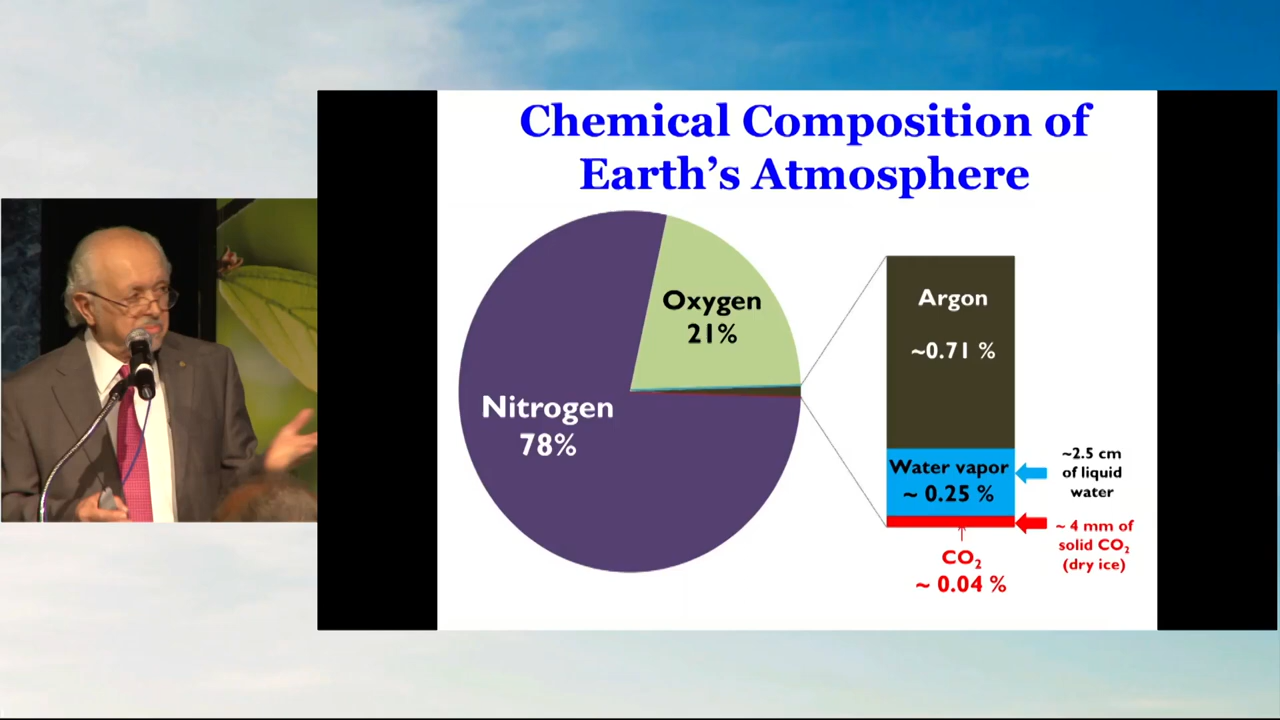 Chemical Composition of
Earth's Atmosphere
Oxygen
21%
Nitrogen
78%
Argon
~0.71 %
Water vapor
~ 0.25 %
~2.5 cm
of liquid
water
CO₂
~ 0.04 %
~ 4 mm of
solid CO₂
(dry ice)